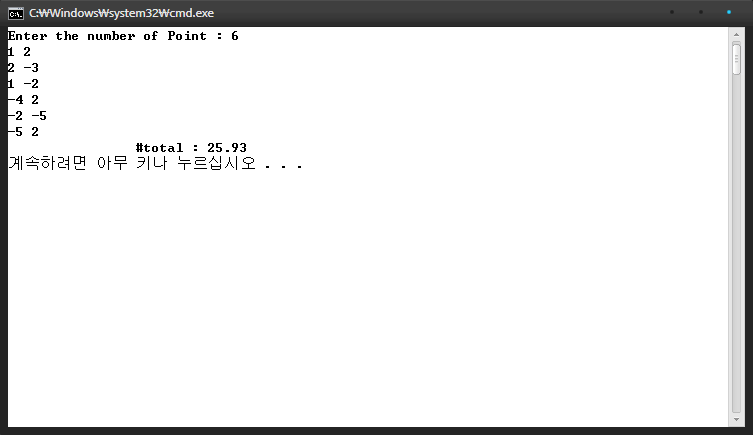 C:₩Windows₩system32₩cmd.exe
Enter the number of Point : 6
1 2
2 -3
1 -2
-4 2
-2 -5
-5 2
#total : 25.93
계속하려면 아무 키나 누르십시오 . . .